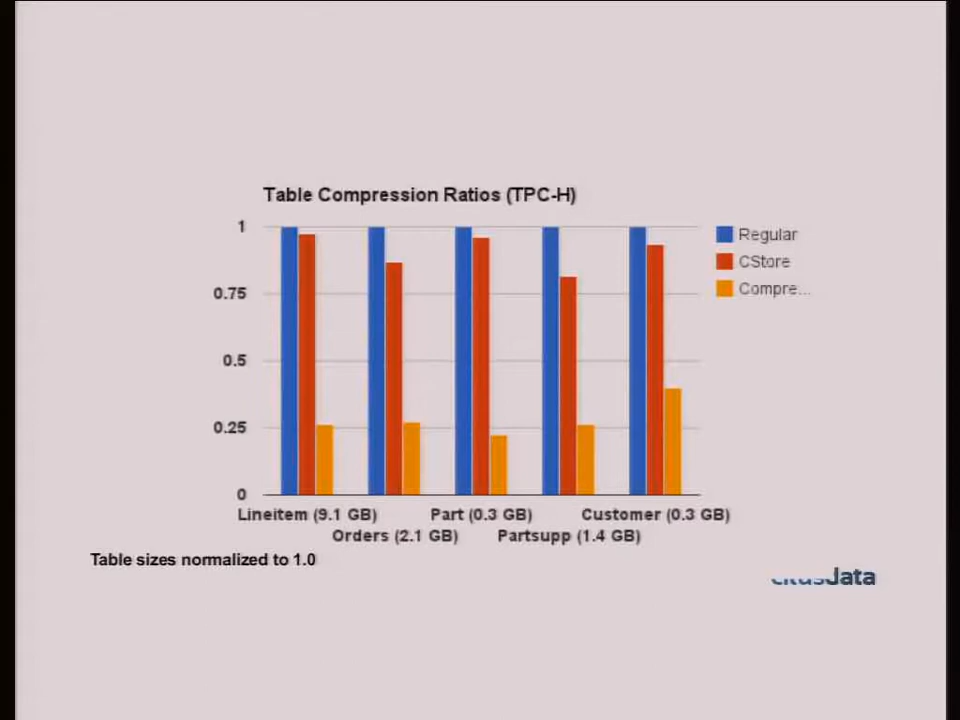 Table Compression Ratios (TPC-H)
1
0.75
0.5
0.25
0
Regular
CStore
Compre...
Lineitem (9.1 GB)
Part (0.3 GB)
Customer (0.3 GB)
Orders (2.1 GB)
Partsupp (1.4 GB)
Table sizes normalized to 1.0
citusdata